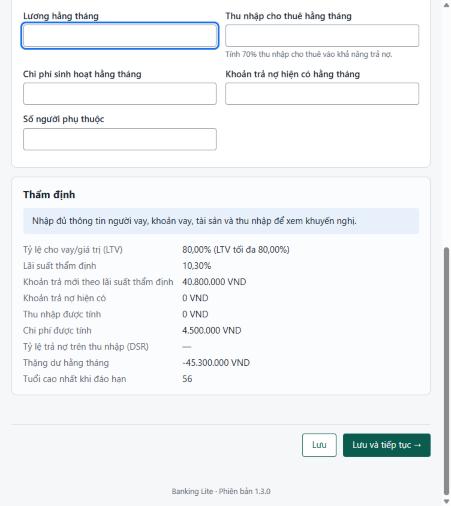 Lương hằng tháng
Thu nhập cho thuê hằng tháng
Tính 70% thu nhập cho thuê vào khả năng trả nợ.
Chi phí sinh hoạt hằng tháng
Khoản trả nợ hiện có hằng tháng
Số người phụ thuộc
Thẩm định
Nhập đủ thông tin người vay, khoản vay, tài sản và thu nhập để xem khuyến nghị.
Tỷ lệ cho vay/giá trị (LTV) 80,00% (LTV tối đa 80,00%)
Lãi suất thẩm định 10,30%
Khoản trả mới theo lãi suất thẩm định 40.800.000 VND
Khoản trả nợ hiện có 0 VND
Thu nhập được tính 0 VND
Chi phí được tính 4.500.000 VND
Tỷ lệ trả nợ trên thu nhập (DSR) —
Thặng dư hằng tháng -45.300.000 VND
Tuổi cao nhất khi đáo hạn 56
Lưu
Lưu và tiếp tục →
Banking Lite · Phiên bản 1.3.0